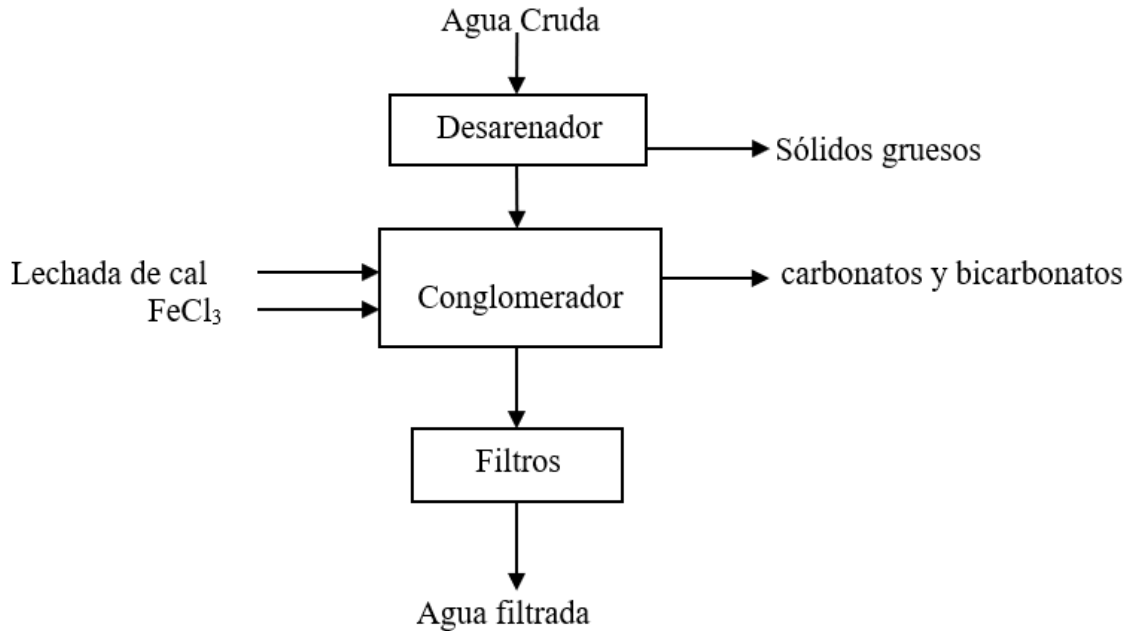 Agua Cruda
Desarenador
Sólidos gruesos
Lechada de cal
FeCl₃
Conglomerador
carbonatos y bicarbonatos
Filtros
Agua filtrada